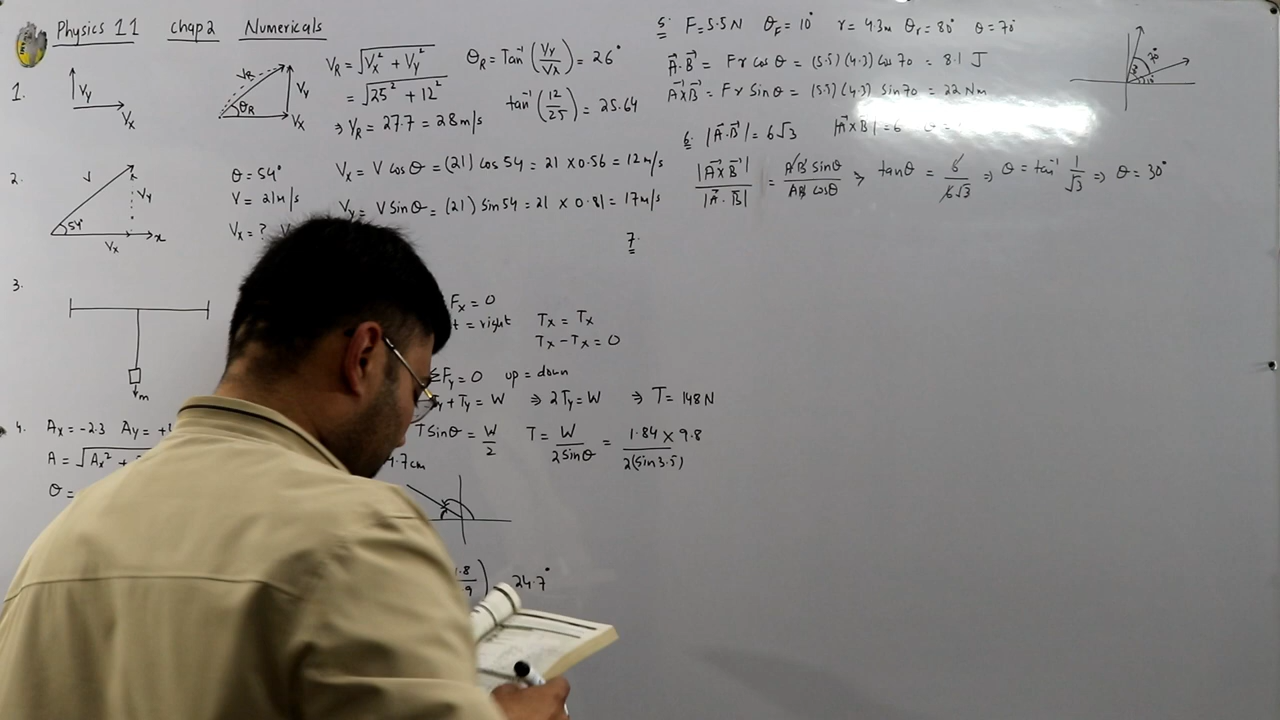 Physics 11 Chap 2 Numericals
1.
Vy
Vx
VR
Vy
θR
Vx
VR = √Vx² + Vy²
= √25² + 12²
⇒ VR = 27.7 = 28 m/s
θR = Tan⁻¹ (Vy/Vx) = 26°
tan⁻¹ (12/25) = 25.64
2.
V
Vy
54°
Vx
x
θ = 54°
V = 21 m/s
Vx = ?
Vx = V cos θ = (21) cos 54 = 21 × 0.56 = 12 m/s
Vy = V Sin θ = (21) Sin 54 = 21 × 0.81 = 17 m/s
3.
m
Fx = 0
= right Tx = Tx
Tx - Tx = 0
ΣFy = 0 up = down
+ Ty = W ⇒ 2Ty = W ⇒ T = 148 N
T Sin θ = W/2 T = W/2 Sin θ = 1.84 × 9.8/2(Sin 3.5)
4. Ax = -2.3 Ay = +
A = √Ax² +
4.7 cm
θ =
24.7°
5. F = 5.5 N θF = 10° r = 4.3 m θr = 80° θ = 70°
A⃗.B⃗ = F r cos θ = (5.5) (4.3) Cos 70 = 8.1 J
A⃗×B⃗ = F r Sin θ = (5.5) (4.3) Sin 70 = 22 Nm
70°
10°
6. |A⃗.B⃗| = 6√3 |A⃗×B⃗| = 6
|A⃗×B⃗|/|A⃗.B⃗| = AB sin θ/AB cos θ ⇒ tan θ = 6/6√3 ⇒ θ = tan⁻¹ 1/√3 ⇒ θ = 30°
7.